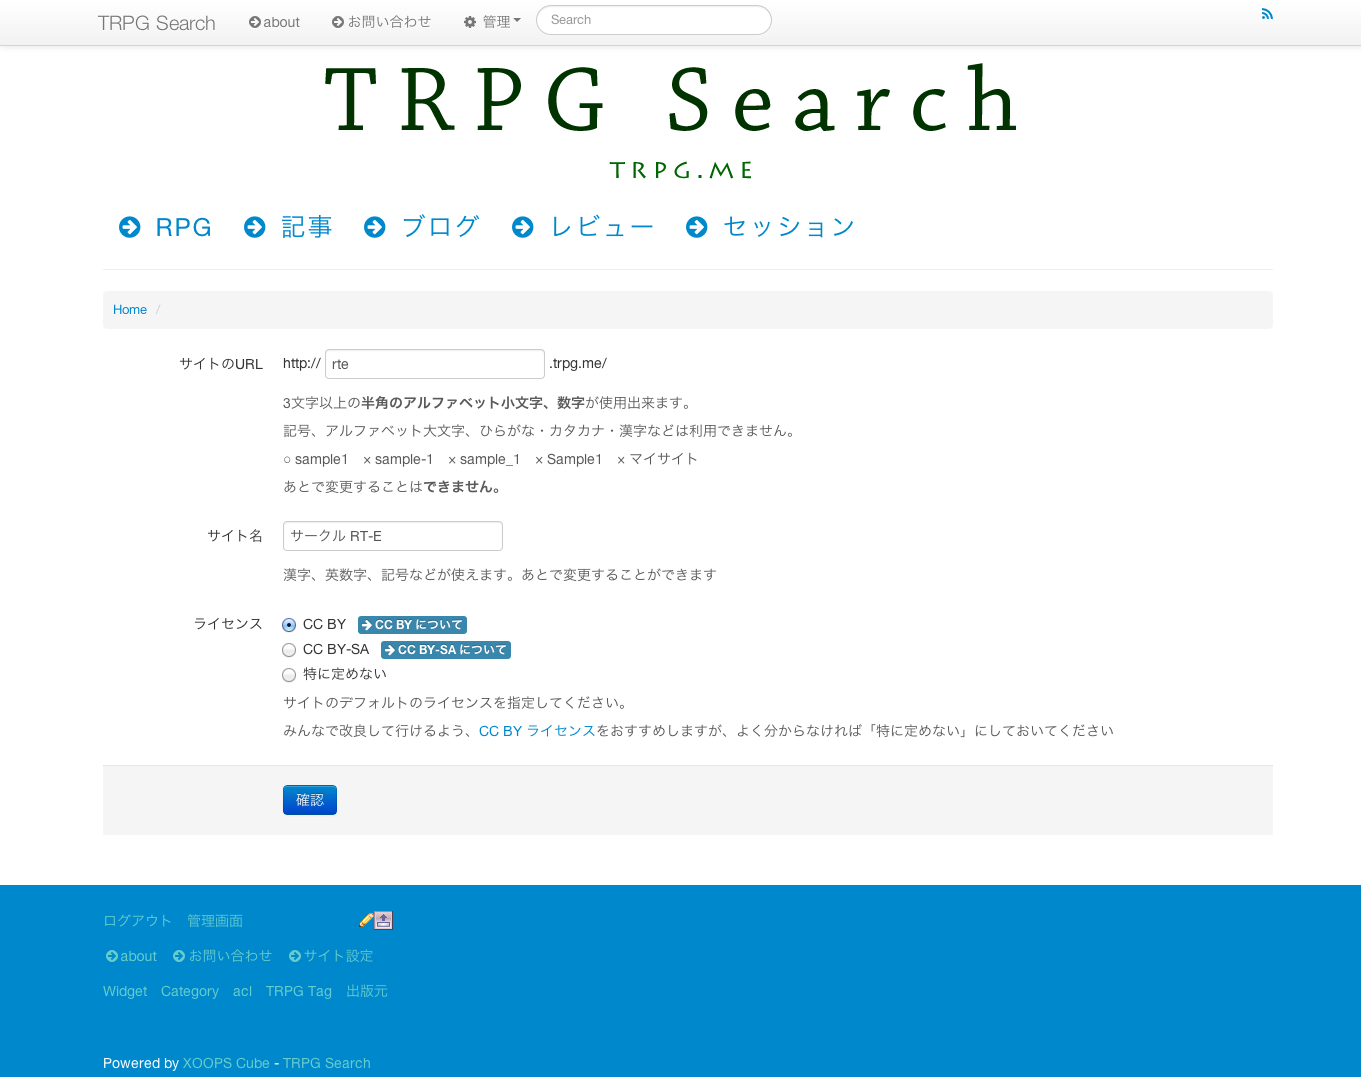 TRPG Search about お問い合わせ 管理 Search
TRPG Search
TRPG.ME
RPG 記事 ブログ レビュー セッション
Home /
サイトのURL http:// rte .trpg.me/
3文字以上の半角のアルファベット小文字、数字が使用出来ます。
記号、アルファベット大文字、ひらがな・カタカナ・漢字などは利用できません。
○ sample1 × sample-1 × sample_1 × Sample1 × マイサイト
あとで変更することはできません。
サイト名 サークル RT-E
漢字、英数字、記号などが使えます。あとで変更することができます
ライセンス CC BY CC BY について
CC BY-SA CC BY-SA について
特に定めない
サイトのデフォルトのライセンスを指定してください。
みんなで改良して行けるよう、CC BY ライセンスをおすすめしますが、よく分からなければ「特に定めない」にしておいてください
確認
ログアウト 管理画面
about お問い合わせ サイト設定
Widget Category acl TRPG Tag 出版元
Powered by XOOPS Cube - TRPG Search